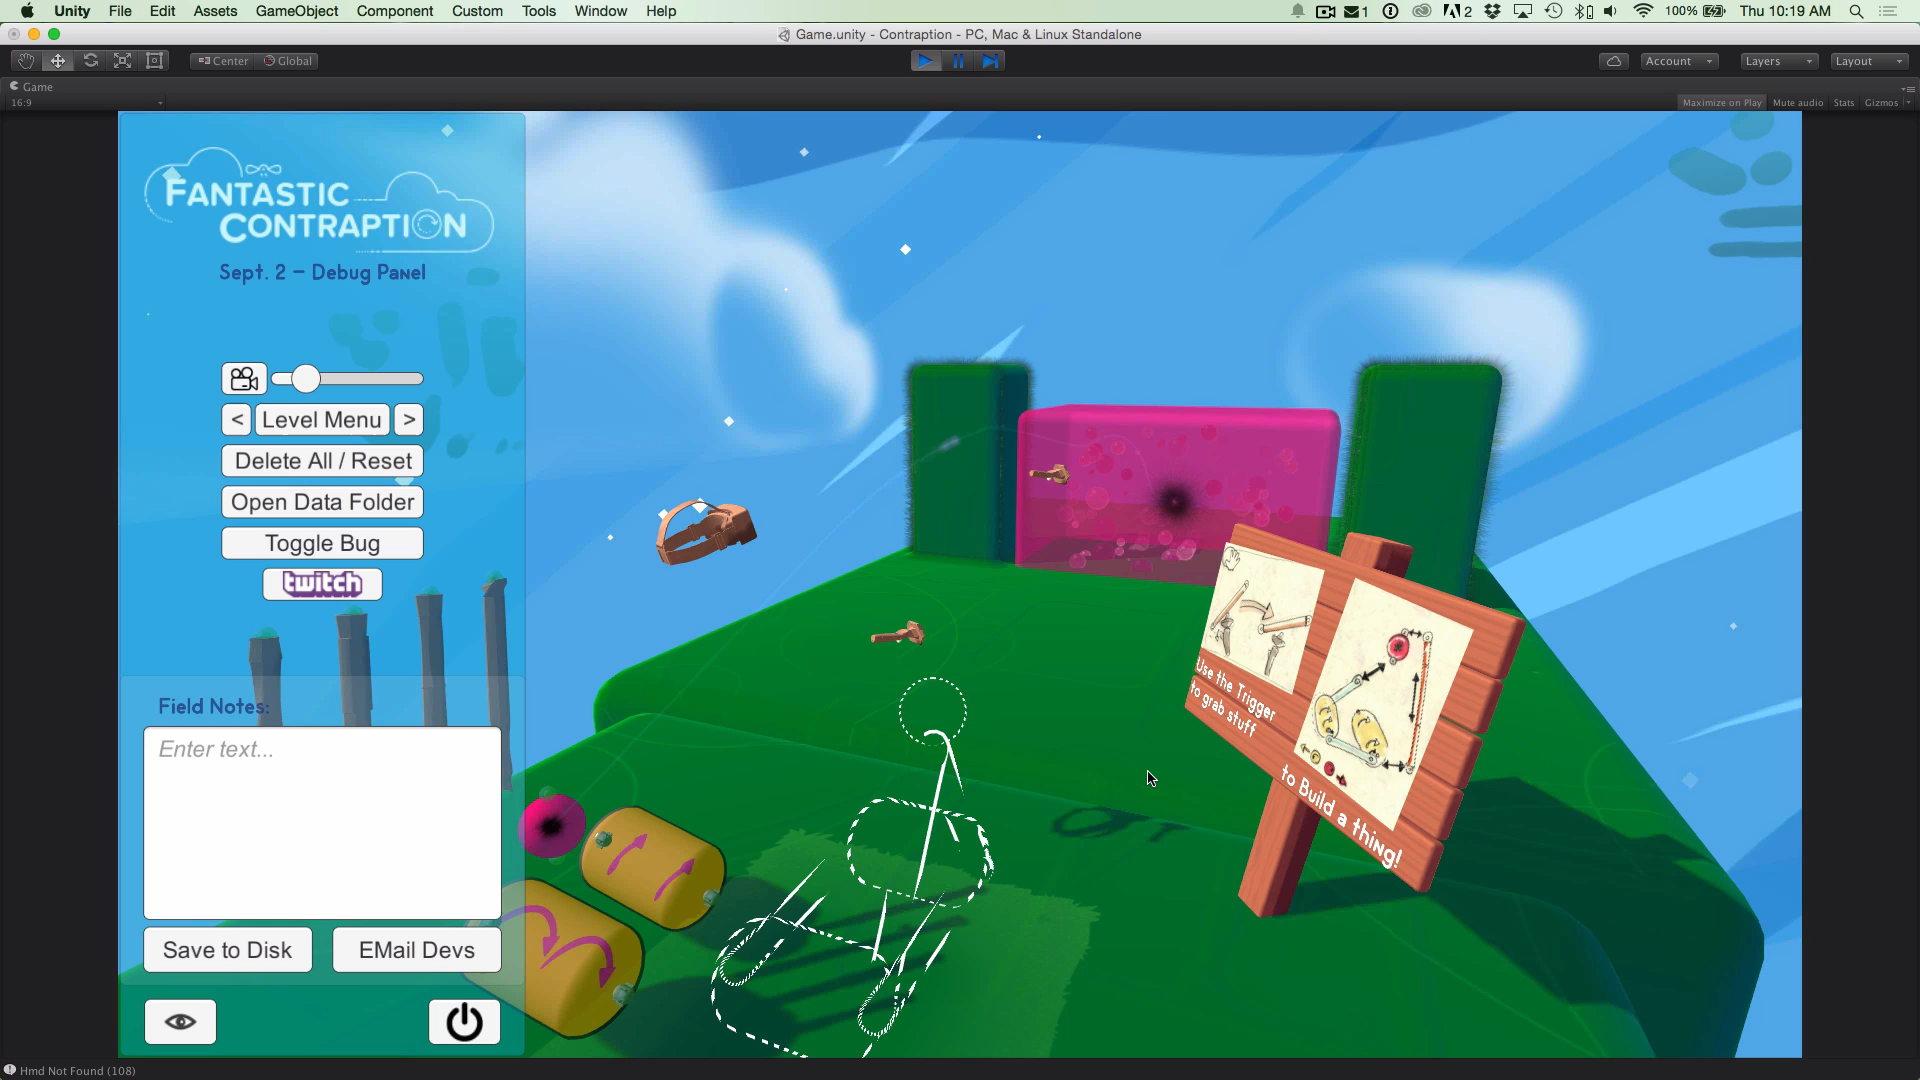 Unity File Edit Assets GameObject Component Custom Tools Window Help
1 2 100% Thu 10:19 AM
Game.unity - Contraption - PC, Mac & Linux Standalone
Center Global
Account Layers Layout
Game
16:9
Maximize on Play Mute audio Stats Gizmos
FANTASTIC
CONTRAPTION
Sept. 2 – Debug Panel
< Level Menu >
Delete All / Reset
Open Data Folder
Toggle Bug
twitch
Field Notes:
Enter text...
Save to Disk EMail Devs
Use the Trigger
to grab stuff
to Build a thing!
Hmd Not Found (108)